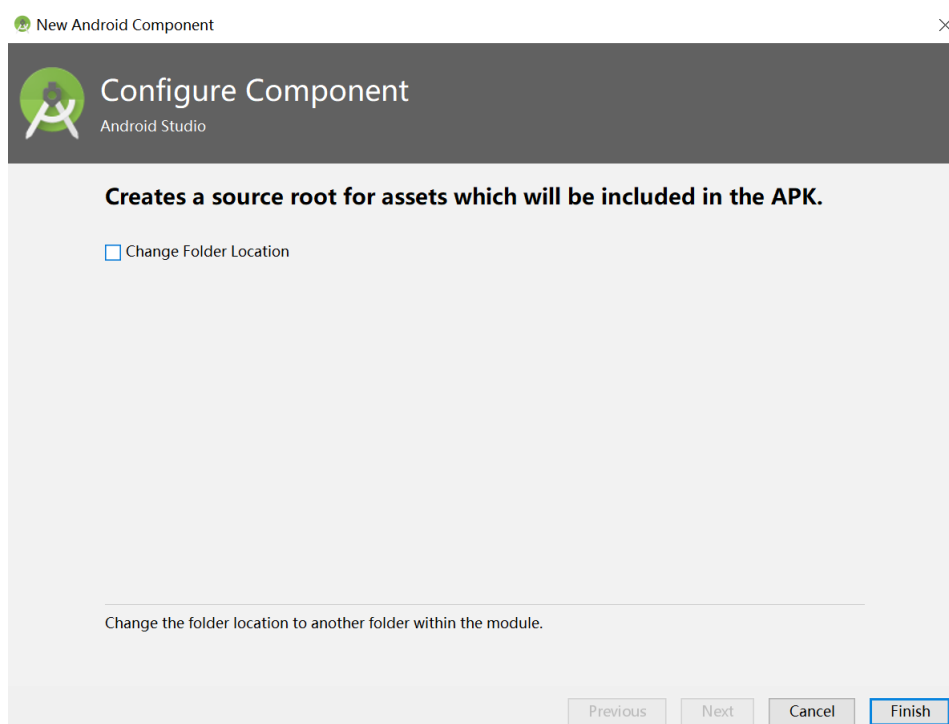 New Android Component
Configure Component
Android Studio
Creates a source root for assets which will be included in the APK.
Change Folder Location
Change the folder location to another folder within the module.
Previous Next Cancel Finish